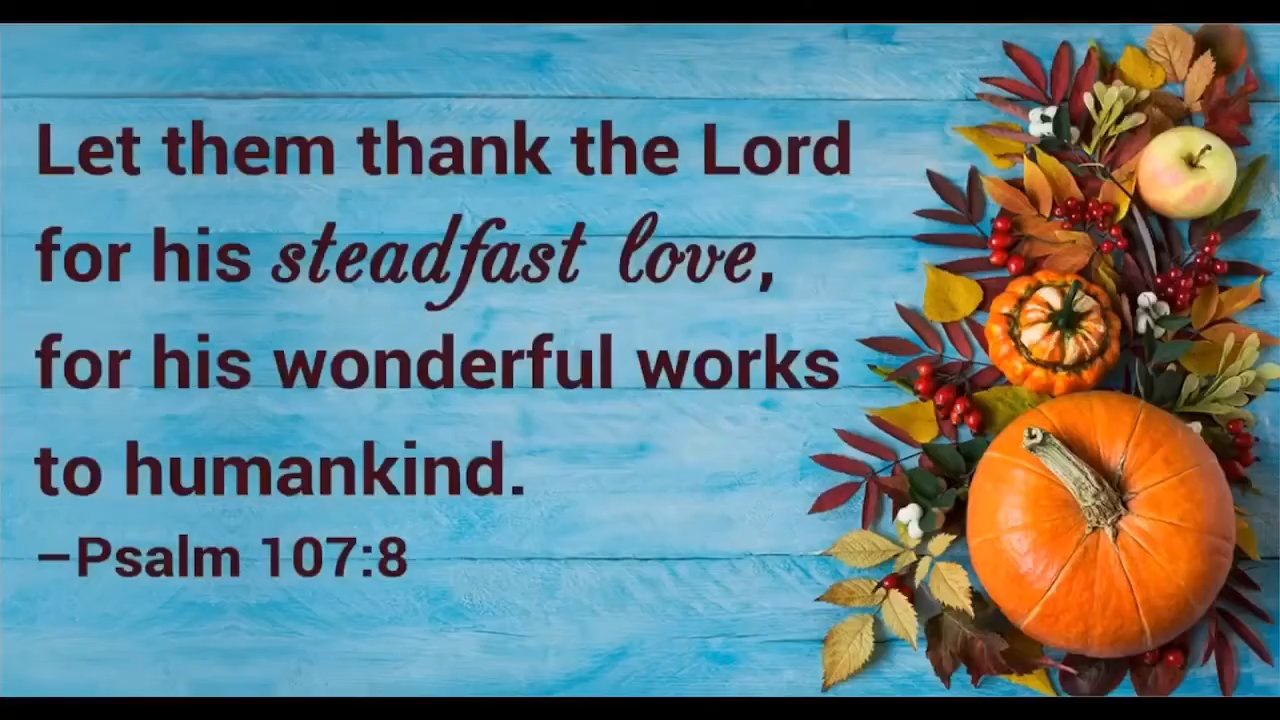 Let them thank the Lord
for his steadfast love,
for his wonderful works
to humankind.
–Psalm 107:8